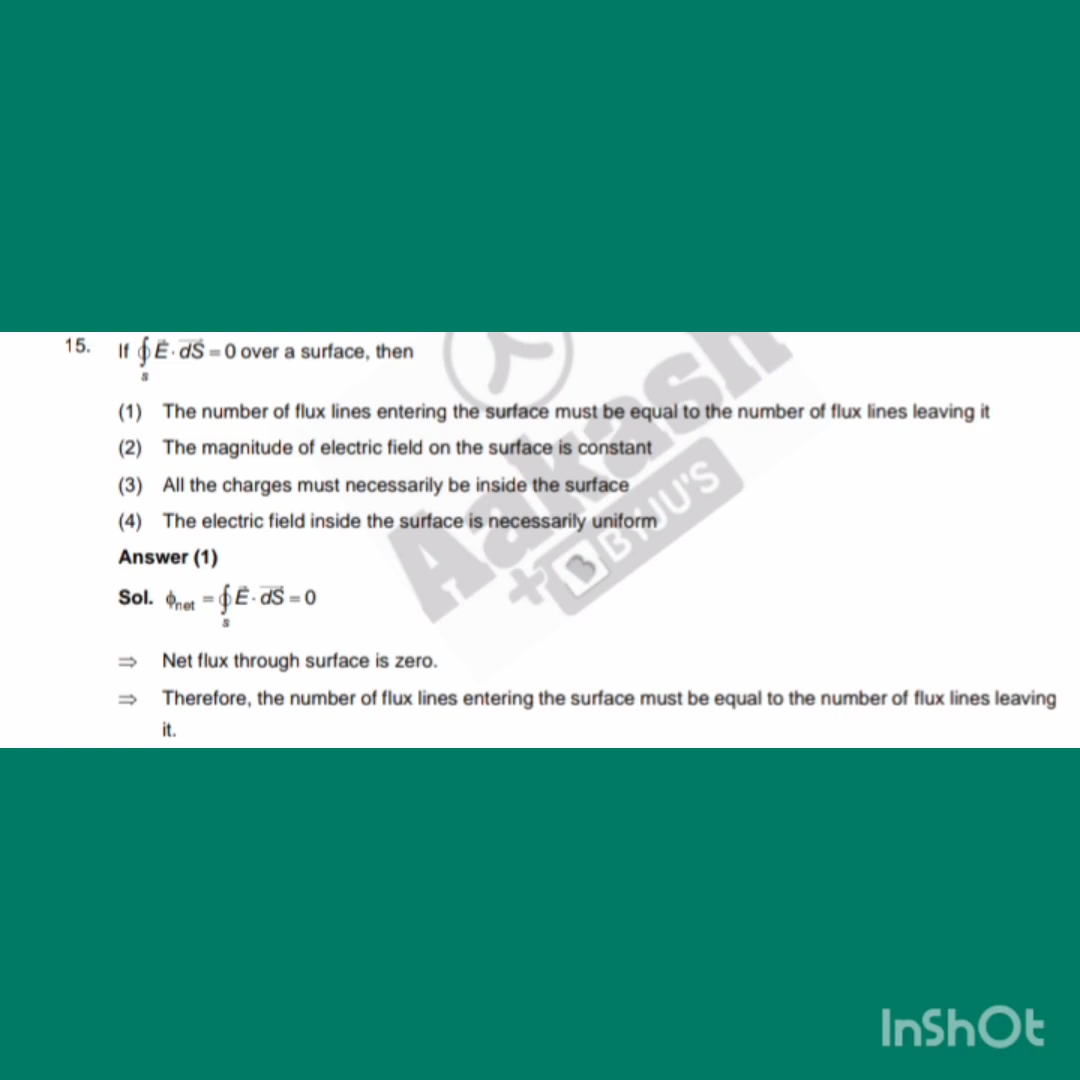 15. If ∮ₛ E⃗ · dS⃗ = 0 over a surface, then
(1) The number of flux lines entering the surface must be equal to the number of flux lines leaving it
(2) The magnitude of electric field on the surface is constant
(3) All the charges must necessarily be inside the surface
(4) The electric field inside the surface is necessarily uniform
Answer (1)
Sol. ϕnet = ∮ₛ E⃗ · dS⃗ = 0
⇒ Net flux through surface is zero.
⇒ Therefore, the number of flux lines entering the surface must be equal to the number of flux lines leaving
it.
Aakash
+ B BYJU'S
InShOt